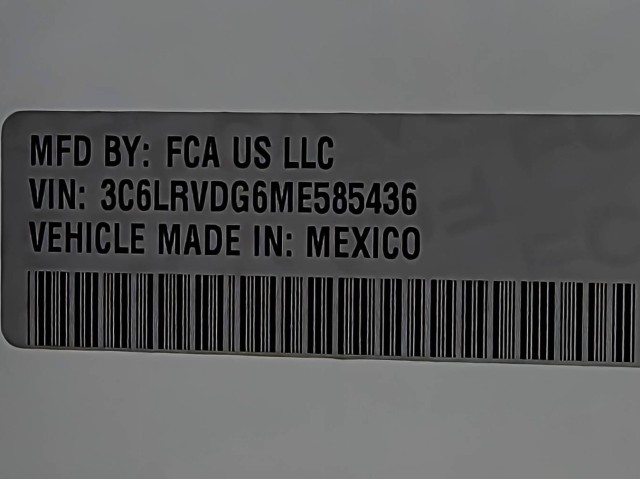 MFD BY: FCA US LLC
VIN: 3C6LRVDG6ME585436
VEHICLE MADE IN: MEXICO